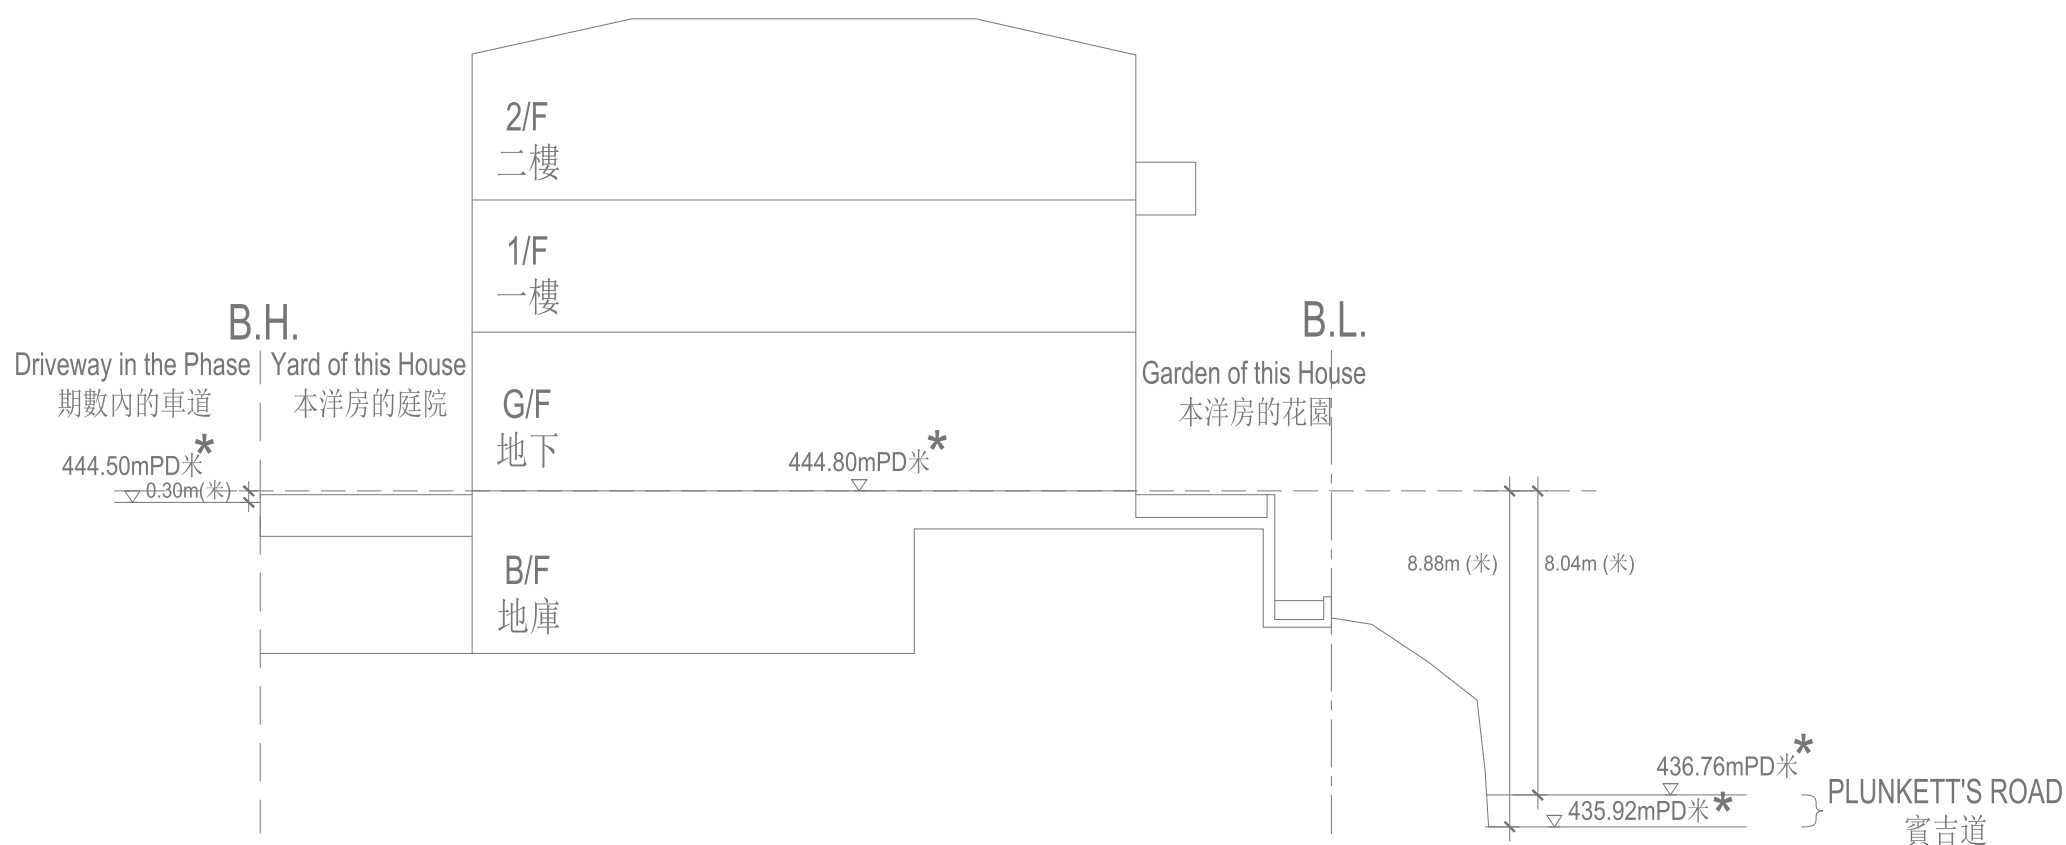 2/F
二樓
1/F
一樓
B.H.
B.L.
Driveway in the Phase
期數內的車道
Yard of this House
本洋房的庭院
Garden of this House
本洋房的花園
G/F
地下
444.50mPD米*
0.30m(米)
444.80mPD米*
B/F
地庫
8.88m (米)
8.04m (米)
436.76mPD米*
435.92mPD米*
PLUNKETT'S ROAD
賓吉道